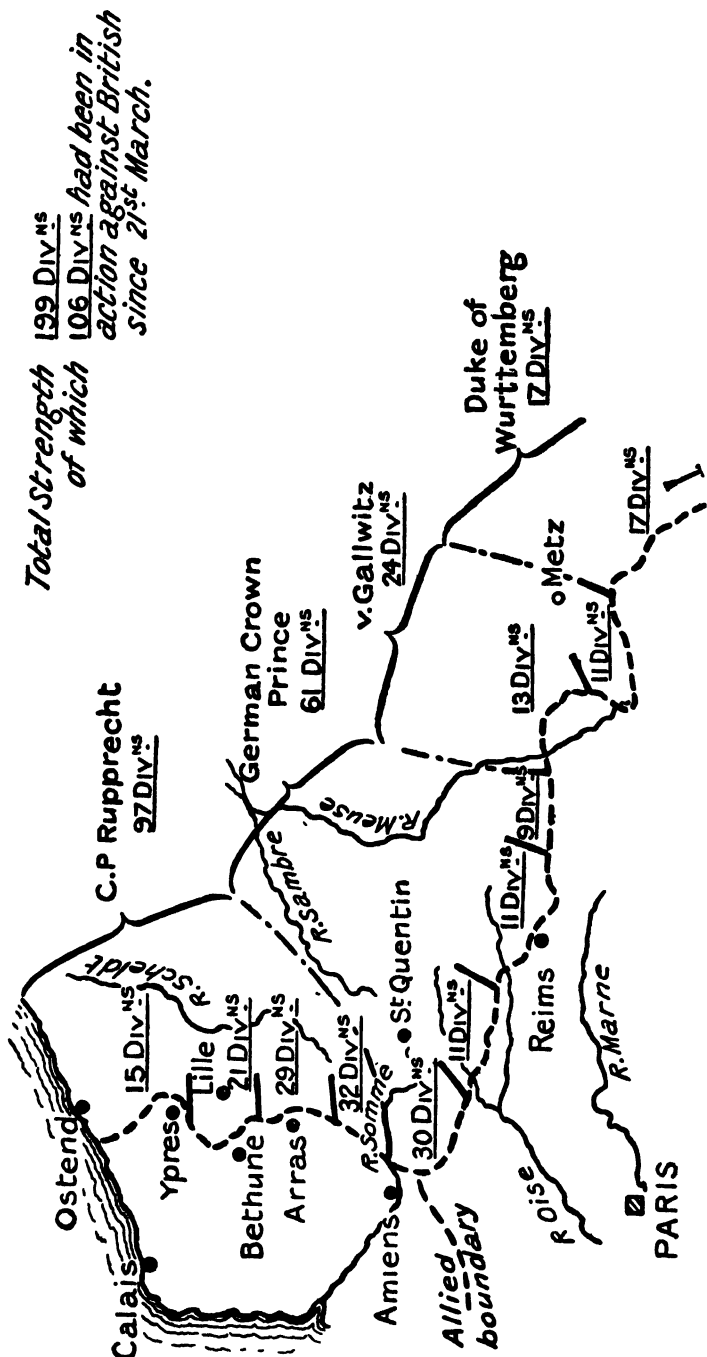 Total Strength 199 DIVNS
of which 106 DIVNS had been in
action against British
since 21st March.
Duke of
Wurttemberg
17 DIVNS
v. Gallwitz
24 DIVNS
German Crown
Prince
61 DIVNS
C.P Rupprecht
97 DIVNS
17 DIVNS
Metz
11 DIVNS
13 DIVNS
R. Meuse
9 DIVNS
11 DIVNS
R. Sambre
R. Scheldt
St Quentin
Reims
R. Marne
15 DIVNS
Lille
21 DIVNS
29 DIVNS
32 DIVNS
R. Somme
30 DIVNS
11 DIVNS
Ostend
Ypres
Bethune
Arras
Amiens
R Oise
PARIS
Calais
Allied
boundary